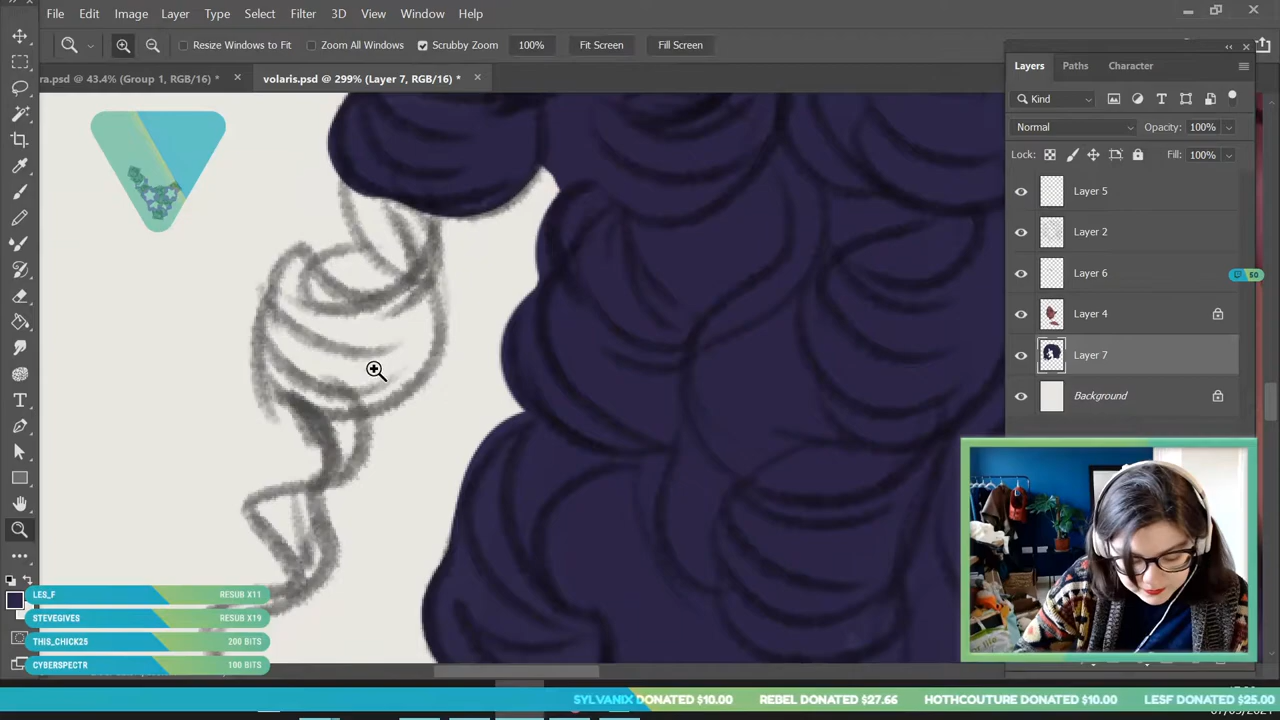 File Edit Image Layer Type Select Filter 3D View Window Help
Resize Windows to Fit Zoom All Windows Scrubby Zoom 100% Fit Screen Fill Screen
ra.psd @ 43.4% (Group 1, RGB/16) * volaris.psd @ 299% (Layer 7, RGB/16) *
Layers Paths Character
Kind
Normal Opacity: 100%
Lock: Fill: 100%
Layer 5
Layer 2
Layer 6
50
Layer 4
Layer 7
Background
LES_F RESUB X11
STEVEGIVES RESUB X19
THIS_CHICK25 200 BITS
CYBERSPECTR 100 BITS
SYLVANIX DONATED $10.00 REBEL DONATED $27.66 HOTHCOUTURE DONATED $10.00 LESF DONATED $25.00